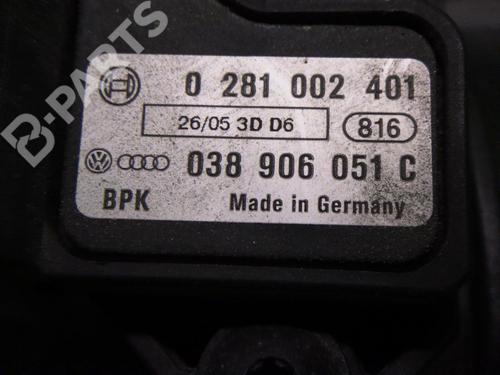 B-PARTS
0 281 002 401
26/05 3D D6 816
038 906 051 C
BPK Made in Germany